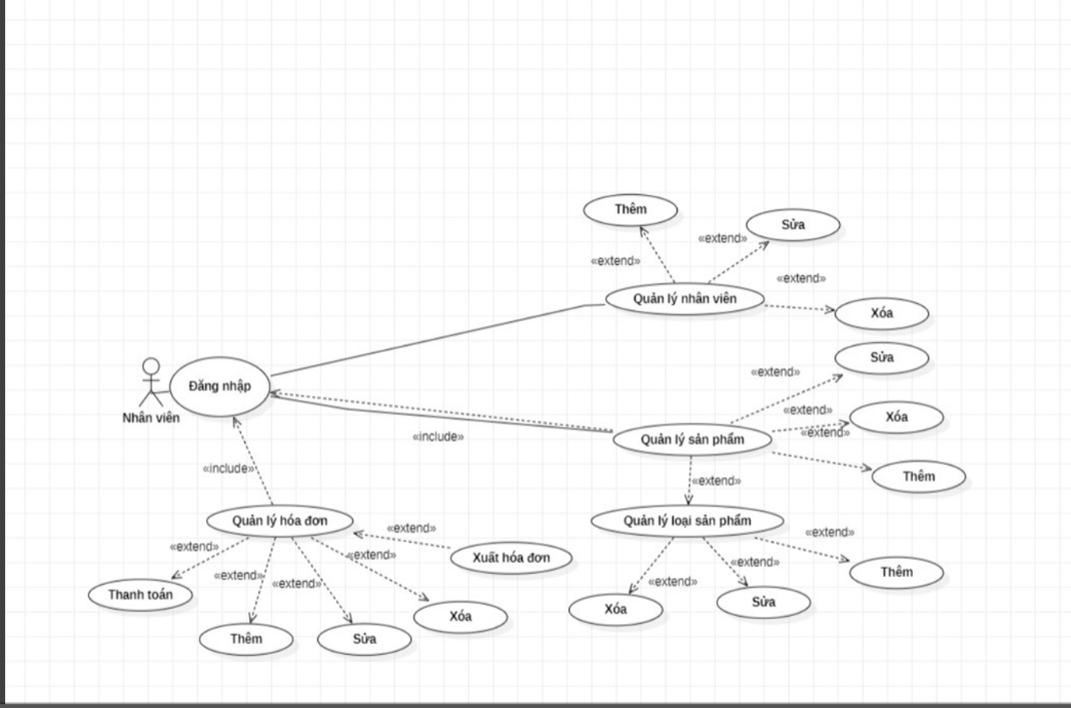 Thêm
Sửa
«extend»
«extend»
«extend»
Quản lý nhân viên
Xóa
Sửa
«extend»
Đăng nhập
«extend»
Xóa
Nhân viên
«extend»
«include»
Quản lý sản phẩm
«include»
Thêm
«extend»
Quản lý hóa đơn
Quản lý loại sản phẩm
«extend»
«extend»
«extend»
«extend»
Xuất hóa đơn
«extend»
Thêm
«extend»
«extend»
«extend»
Thanh toán
Xóa
Sửa
Xóa
Thêm
Sửa